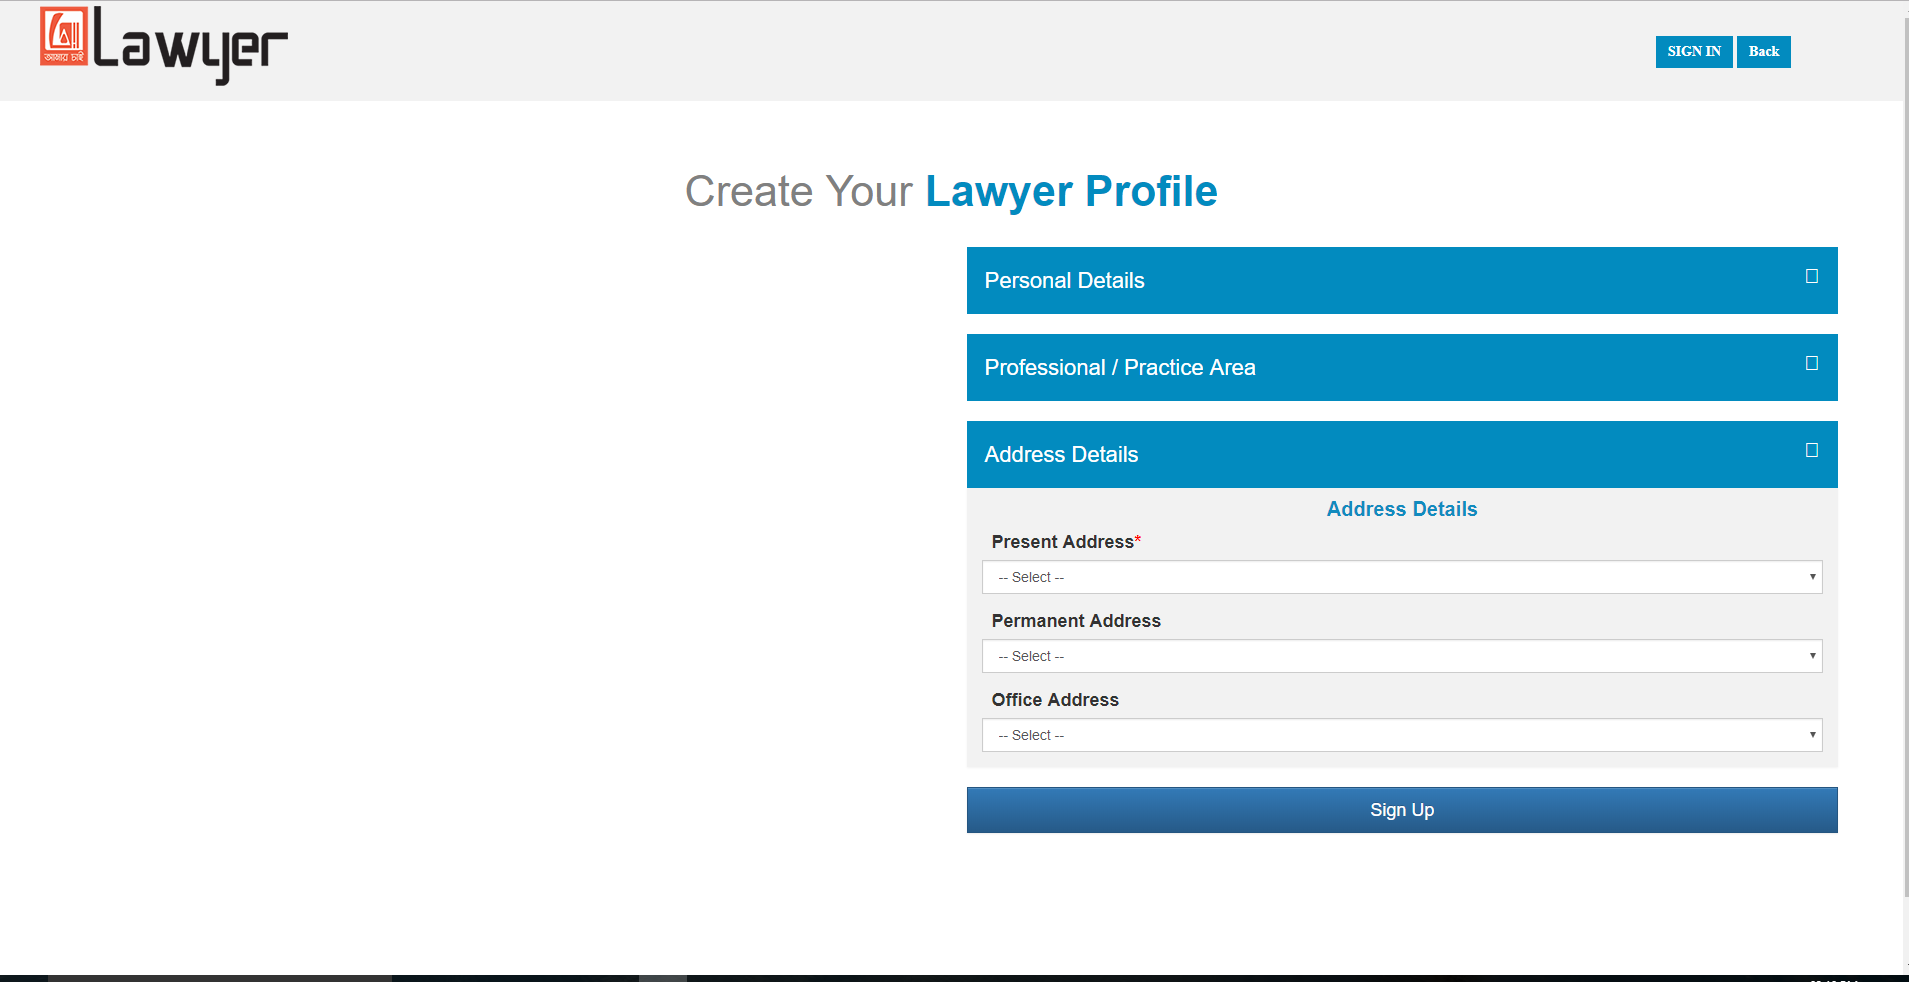 আমার চাই
Lawyer
SIGN IN
Back
Create Your Lawyer Profile
Personal Details
Professional / Practice Area
Address Details
Address Details
Present Address*
-- Select --
Permanent Address
-- Select --
Office Address
-- Select --
Sign Up